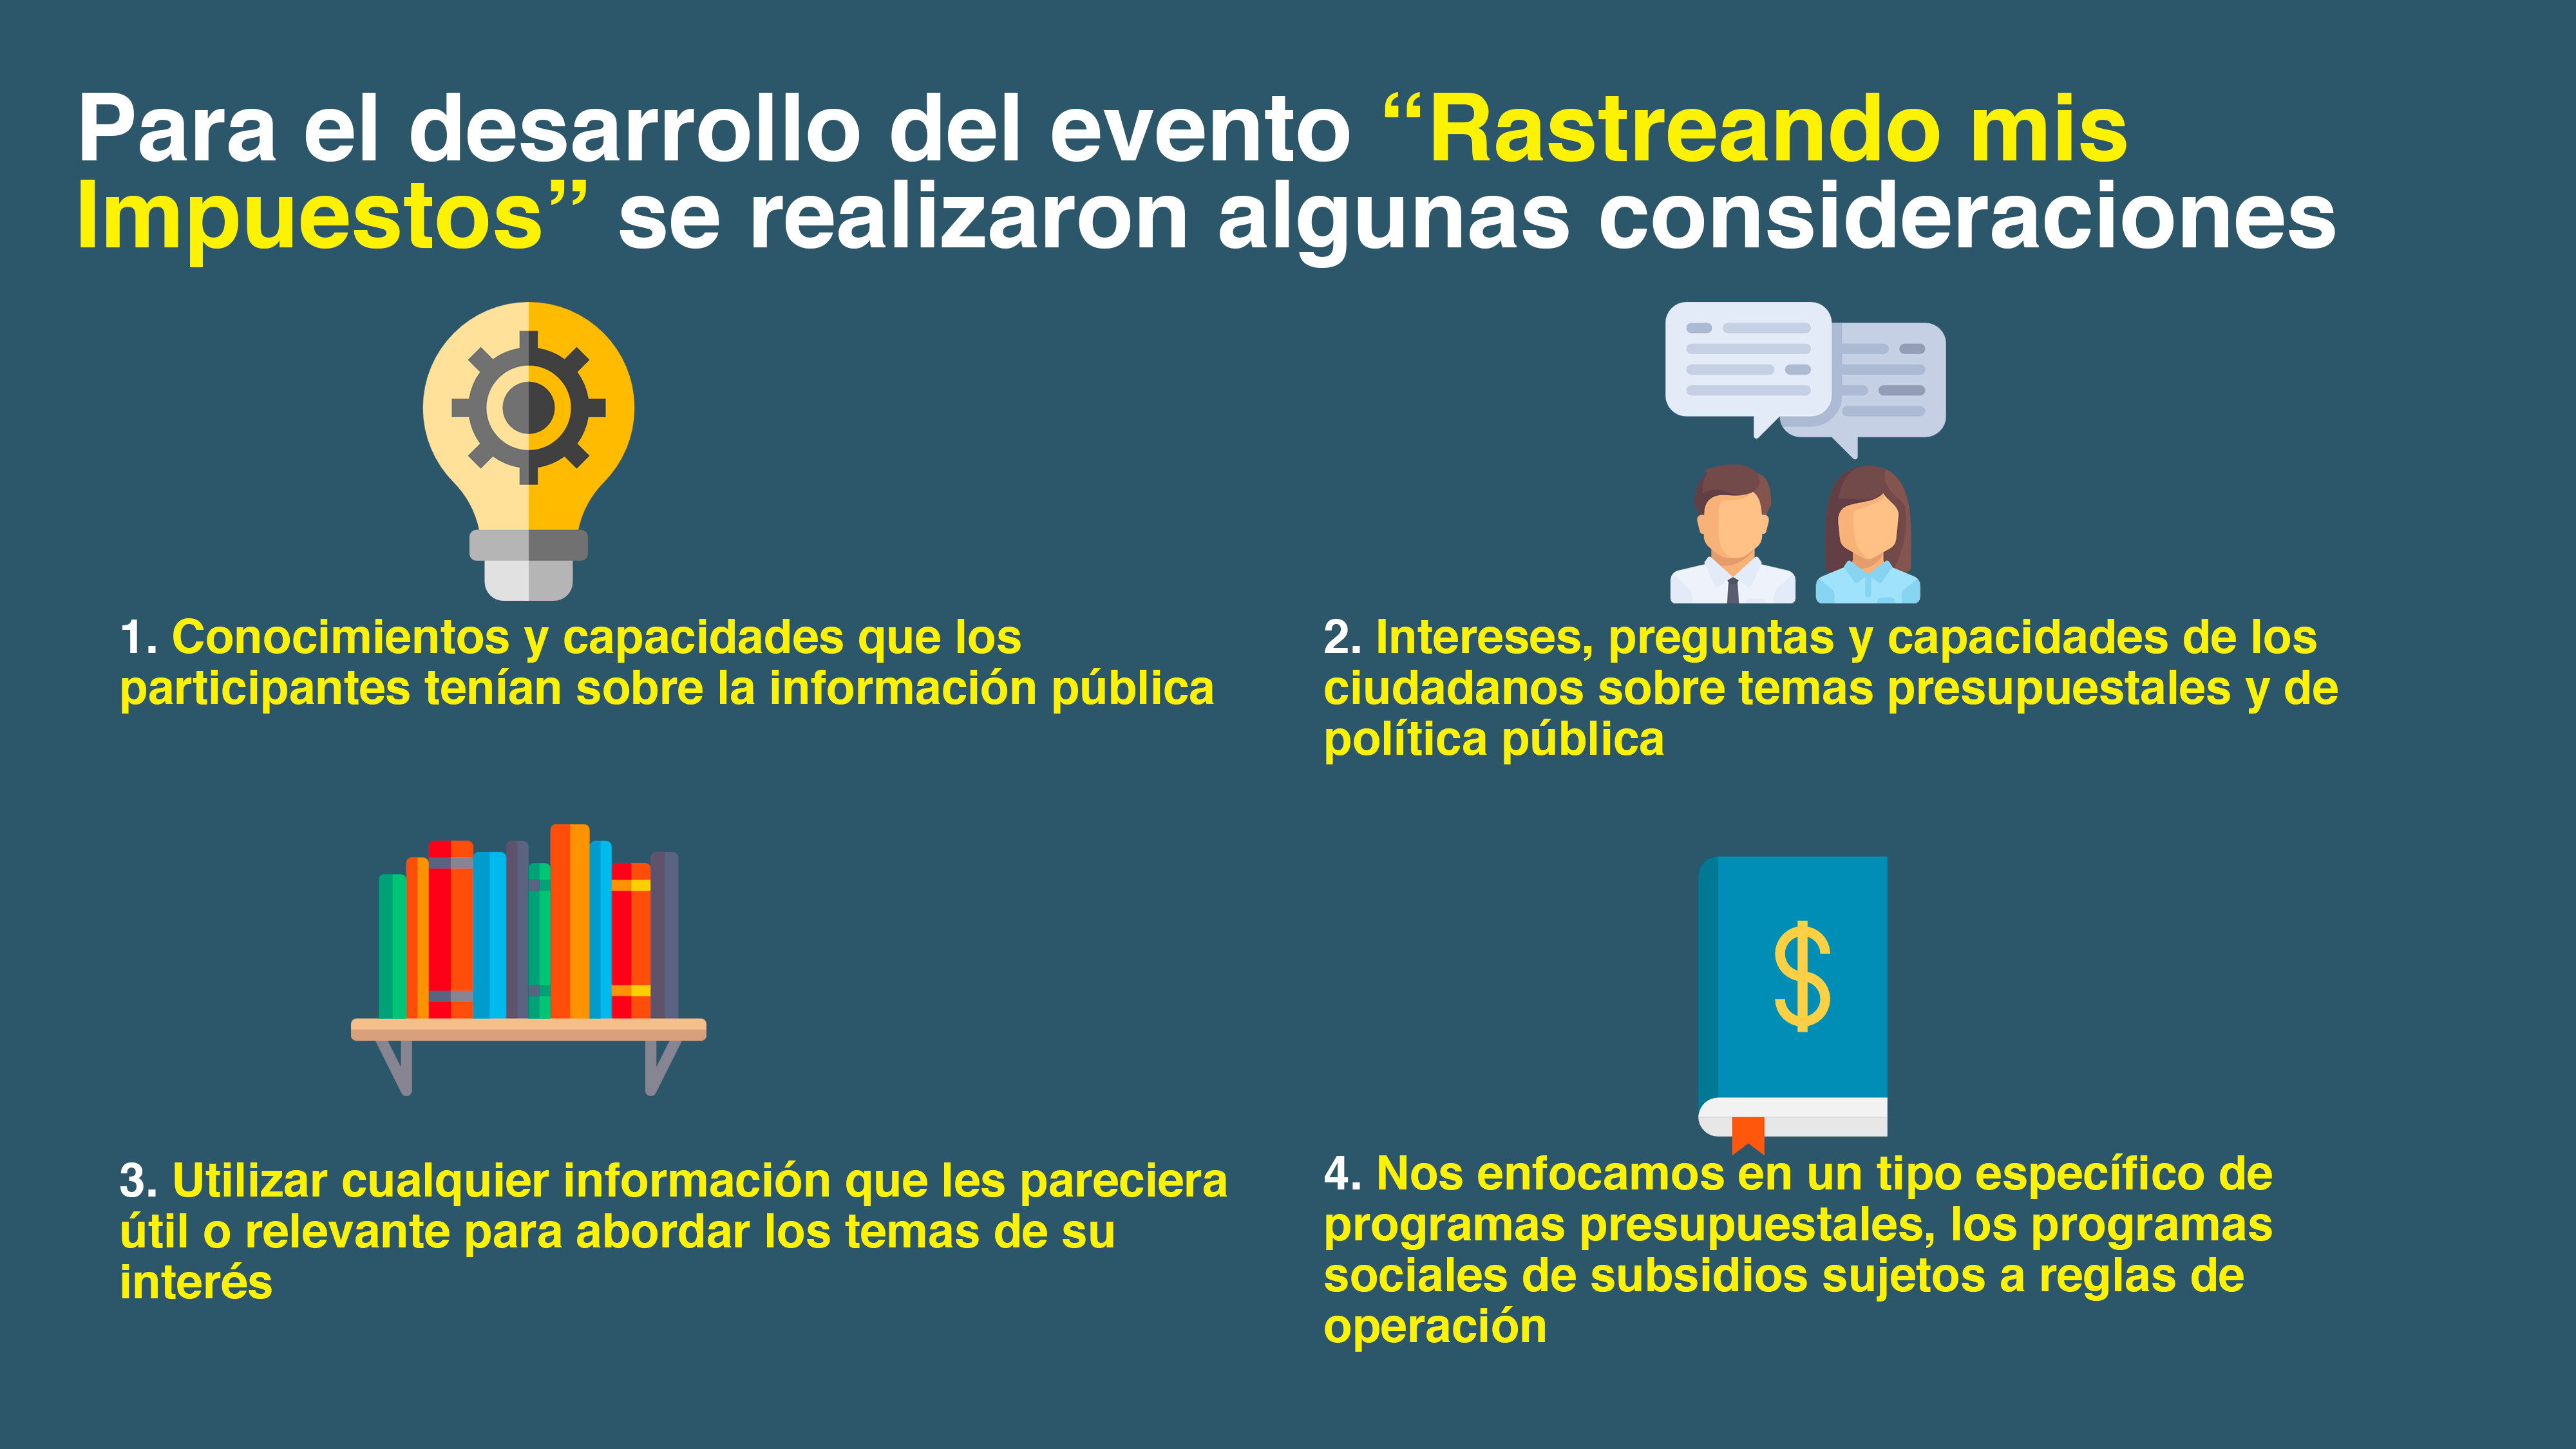 Para el desarrollo del evento “Rastreando mis
Impuestos” se realizaron algunas consideraciones
1. Conocimientos y capacidades que los
participantes tenían sobre la información pública
2. Intereses, preguntas y capacidades de los
ciudadanos sobre temas presupuestales y de
política pública
3. Utilizar cualquier información que les pareciera
útil o relevante para abordar los temas de su
interés
$
4. Nos enfocamos en un tipo específico de
programas presupuestales, los programas
sociales de subsidios sujetos a reglas de
operación